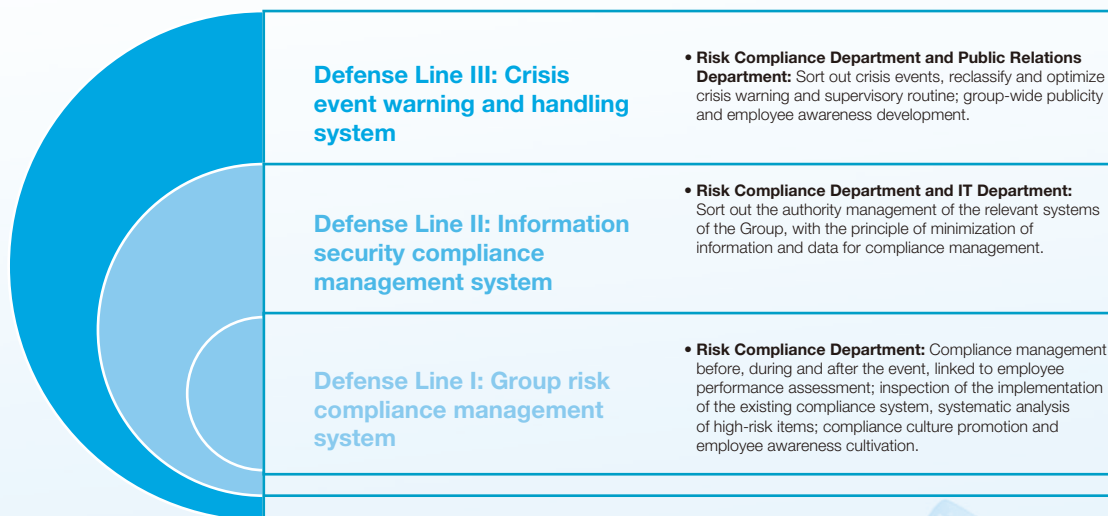 Defense Line III: Crisis
event warning and handling
system
• Risk Compliance Department and Public Relations
Department: Sort out crisis events, reclassify and optimize
crisis warning and supervisory routine; group-wide publicity
and employee awareness development.
Defense Line II: Information
security compliance
management system
• Risk Compliance Department and IT Department:
Sort out the authority management of the relevant systems
of the Group, with the principle of minimization of
information and data for compliance management.
Defense Line I: Group risk
compliance management
system
• Risk Compliance Department: Compliance management
before, during and after the event, linked to employee
performance assessment; inspection of the implementation
of the existing compliance system, systematic analysis
of high-risk items; compliance culture promotion and
employee awareness cultivation.